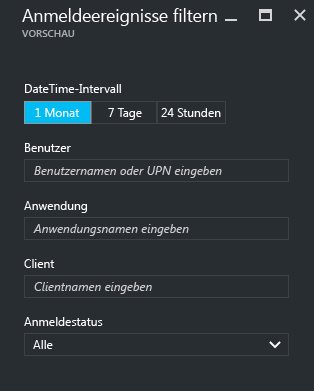 Anmeldeereignisse filtern
VORSCHAU
DateTime-Intervall
1 Monat 7 Tage 24 Stunden
Benutzer
Benutzernamen oder UPN eingeben
Anwendung
Anwendungsnamen eingeben
Client
Clientnamen eingeben
Anmeldestatus
Alle